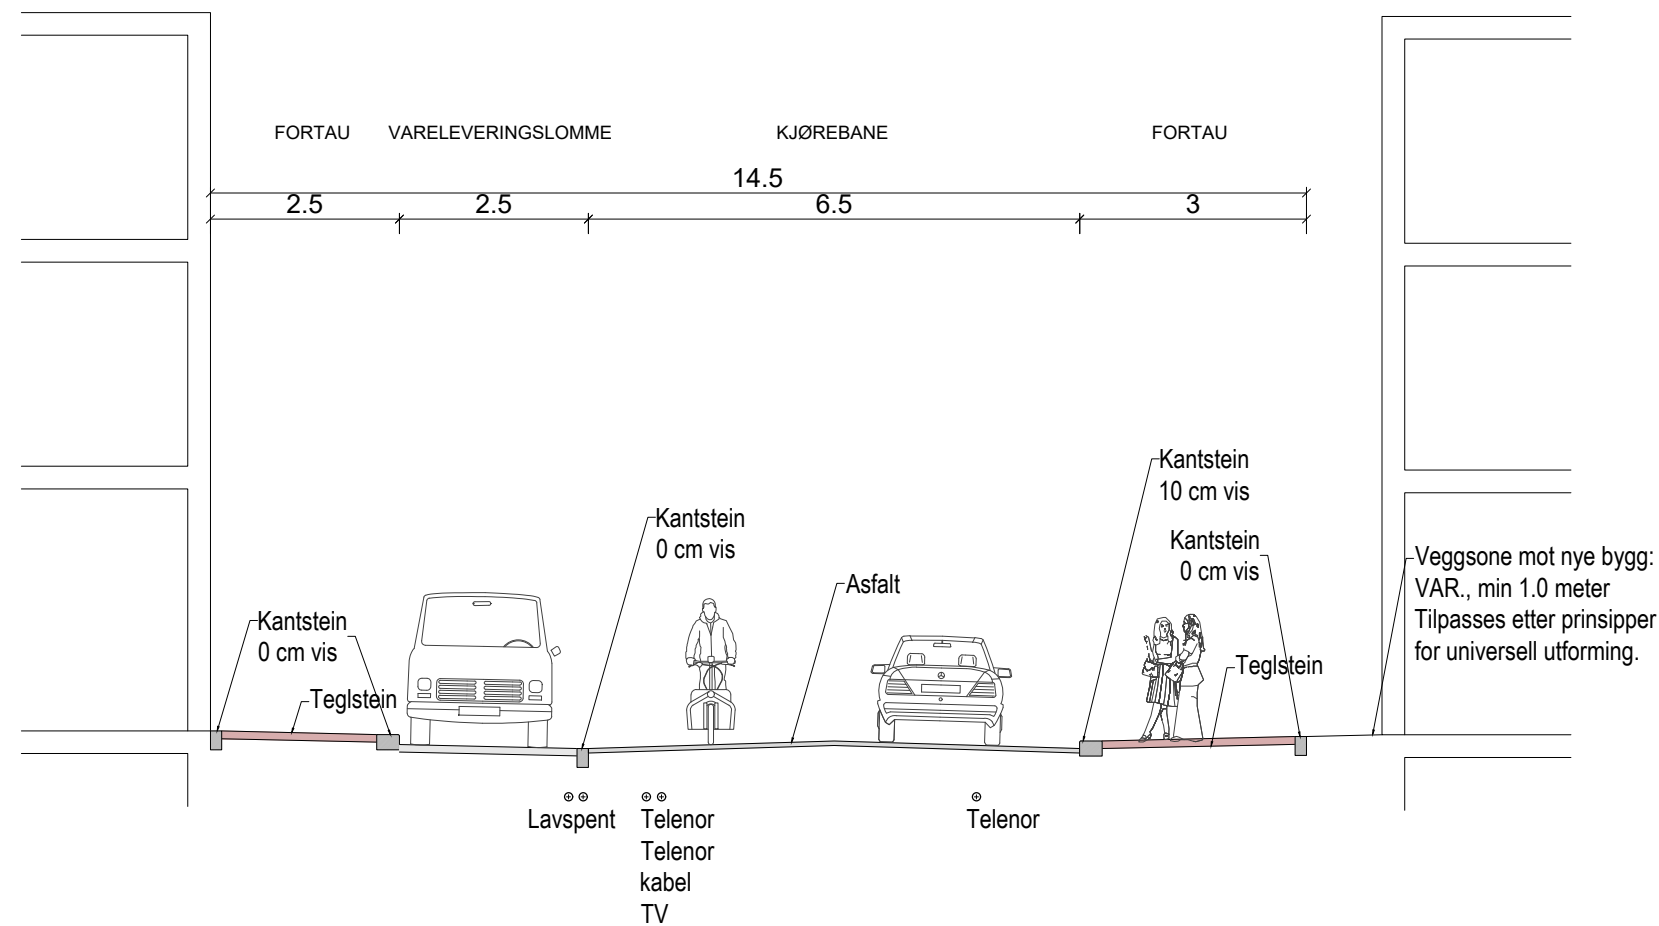 FORTAU VARELEVERINGSLOMME KJØREBANE FORTAU
14.5
2.5 2.5 6.5 3
Kantstein
10 cm vis
Kantstein
0 cm vis
Kantstein
0 cm vis
Veggsone mot nye bygg:
VAR., min 1.0 meter
Tilpasses etter prinsipper
for universell utforming.
Asfalt
Kantstein
0 cm vis
Teglstein
Teglstein
Lavspent
Telenor
Telenor
kabel
TV
Telenor